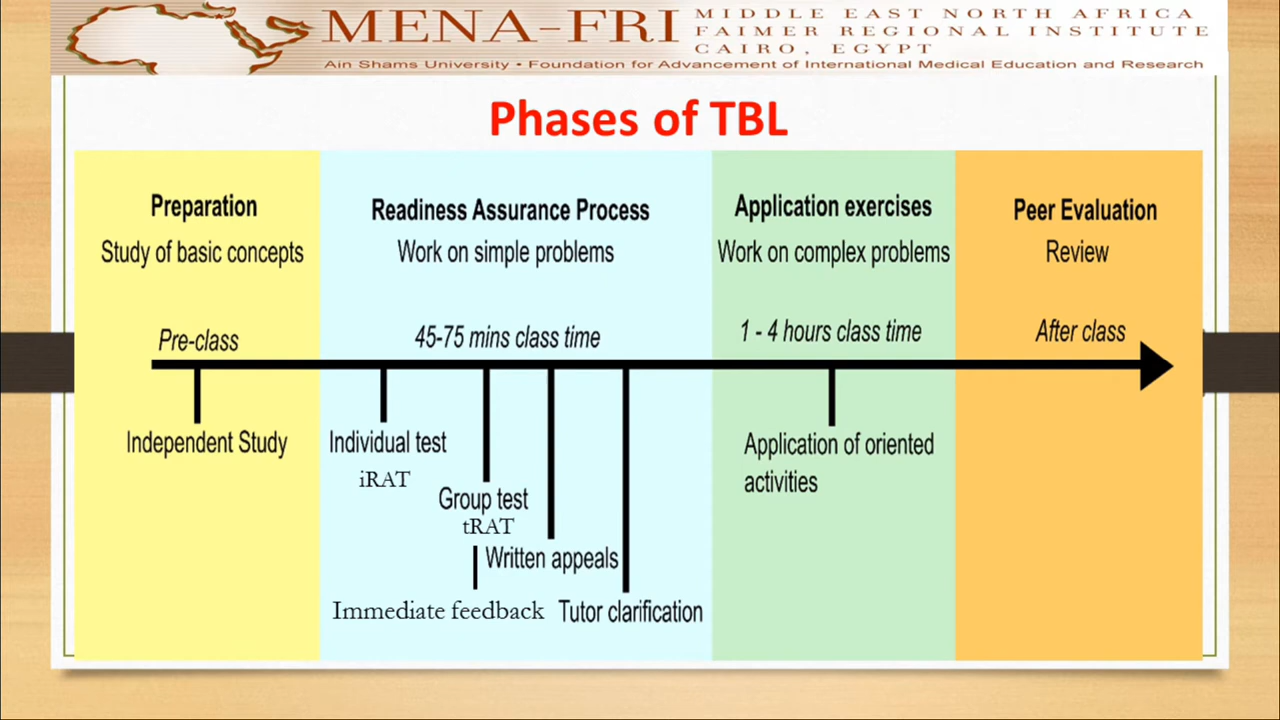 MENA-FRI
MIDDLE EAST NORTH AFRICA
FAIMER REGIONAL INSTITUTE
CAIRO, EGYPT
Ain Shams University • Foundation for Advancement of International Medical Education and Research
Phases of TBL
Preparation
Study of basic concepts
Pre-class
Independent Study
Readiness Assurance Process
Work on simple problems
45-75 mins class time
Individual test
iRAT
Group test
tRAT
Written appeals
Immediate feedback
Tutor clarification
Application exercises
Work on complex problems
1 - 4 hours class time
Application of oriented
activities
Peer Evaluation
Review
After class